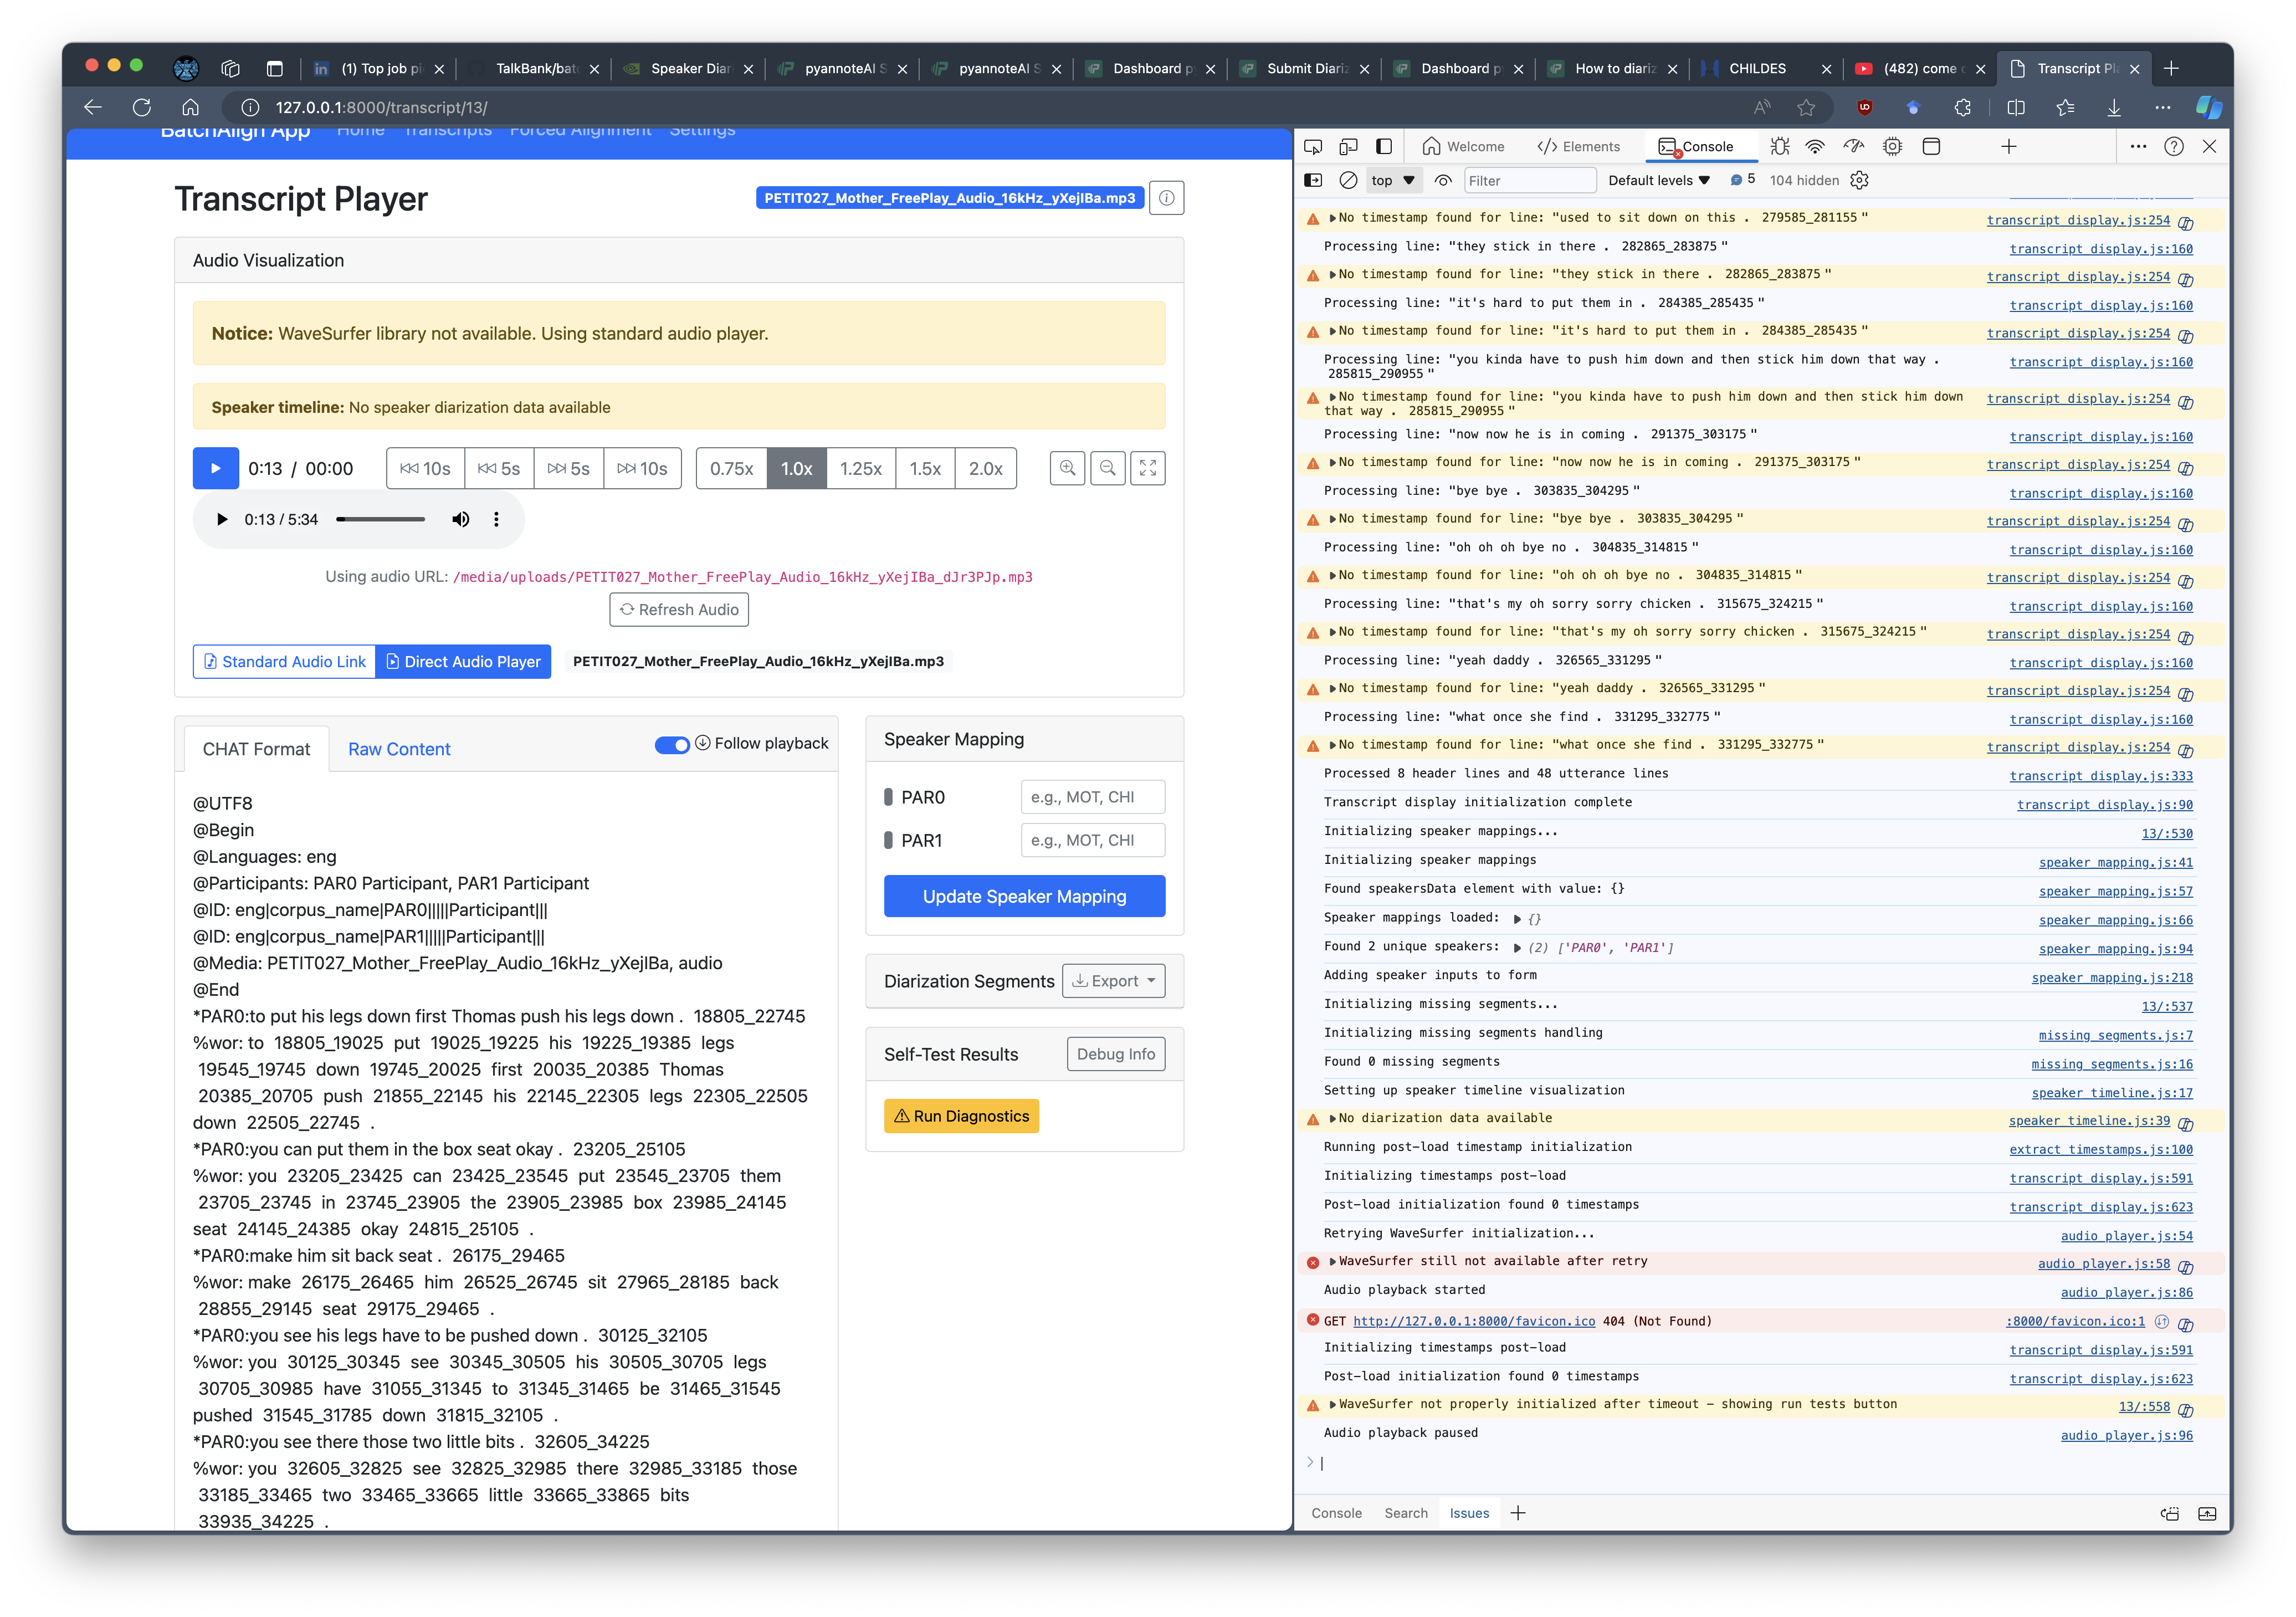 (1) Top job pi
TalkBank/bat
Speaker Diar
pyannoteAI S
pyannoteAI S
Dashboard p
Submit Diariz
Dashboard p
How to diariz
CHILDES
(482) come c
Transcript Pl
127.0.0.1:8000/transcript/13/
BatchAlign App Home Transcripts Forced Alignment Settings
Transcript Player
PETIT027_Mother_FreePlay_Audio_16kHz_yXejIBa.mp3
Audio Visualization
Notice: WaveSurfer library not available. Using standard audio player.
Speaker timeline: No speaker diarization data available
0:13 / 00:00 10s 5s 5s 10s 0.75x 1.0x 1.25x 1.5x 2.0x
0:13 / 5:34
Using audio URL: /media/uploads/PETIT027_Mother_FreePlay_Audio_16kHz_yXejIBa_dJr3PJp.mp3
Refresh Audio
Standard Audio Link Direct Audio Player PETIT027_Mother_FreePlay_Audio_16kHz_yXejIBa.mp3
CHAT Format Raw Content Follow playback
@UTF8
@Begin
@Languages: eng
@Participants: PAR0 Participant, PAR1 Participant
@ID: eng|corpus_name|PAR0|||||Participant|||
@ID: eng|corpus_name|PAR1|||||Participant|||
@Media: PETIT027_Mother_FreePlay_Audio_16kHz_yXejIBa, audio
@End
*PAR0:to put his legs down first Thomas push his legs down . 18805_22745
%wor: to 18805_19025 put 19025_19225 his 19225_19385 legs
19545_19745 down 19745_20025 first 20035_20385 Thomas
20385_20705 push 21855_22145 his 22145_22305 legs 22305_22505
down 22505_22745 .
*PAR0:you can put them in the box seat okay . 23205_25105
%wor: you 23205_23425 can 23425_23545 put 23545_23705 them
23705_23745 in 23745_23905 the 23905_23985 box 23985_24145
seat 24145_24385 okay 24815_25105 .
*PAR0:make him sit back seat . 26175_29465
%wor: make 26175_26465 him 26525_26745 sit 27965_28185 back
28855_29145 seat 29175_29465 .
*PAR0:you see his legs have to be pushed down . 30125_32105
%wor: you 30125_30345 see 30345_30505 his 30505_30705 legs
30705_30985 have 31055_31345 to 31345_31465 be 31465_31545
pushed 31545_31785 down 31815_32105 .
*PAR0:you see there those two little bits . 32605_34225
%wor: you 32605_32825 see 32825_32985 there 32985_33185 those
33185_33465 two 33465_33665 little 33665_33865 bits
33935_34225 .
Speaker Mapping
PAR0 e.g., MOT, CHI
PAR1 e.g., MOT, CHI
Update Speaker Mapping
Diarization Segments Export
Self-Test Results Debug Info
Run Diagnostics
Welcome Elements Console
top Filter Default levels 5 104 hidden
No timestamp found for line: "used to sit down on this . 279585_281155 " transcript_display.js:254
Processing line: "they stick in there . 282865_283875 " transcript_display.js:160
No timestamp found for line: "they stick in there . 282865_283875 " transcript_display.js:254
Processing line: "it's hard to put them in . 284385_285435 " transcript_display.js:160
No timestamp found for line: "it's hard to put them in . 284385_285435 " transcript_display.js:254
Processing line: "you kinda have to push him down and then stick him down that way . transcript_display.js:160
285815_290955 "
No timestamp found for line: "you kinda have to push him down and then stick him down transcript_display.js:254
that way . 285815_290955 "
Processing line: "now now he is in coming . 291375_303175 " transcript_display.js:160
No timestamp found for line: "now now he is in coming . 291375_303175 " transcript_display.js:254
Processing line: "bye bye . 303835_304295 " transcript_display.js:160
No timestamp found for line: "bye bye . 303835_304295 " transcript_display.js:254
Processing line: "oh oh oh bye no . 304835_314815 " transcript_display.js:160
No timestamp found for line: "oh oh oh bye no . 304835_314815 " transcript_display.js:254
Processing line: "that's my oh sorry sorry chicken . 315675_324215 " transcript_display.js:160
No timestamp found for line: "that's my oh sorry sorry chicken . 315675_324215 " transcript_display.js:254
Processing line: "yeah daddy . 326565_331295 " transcript_display.js:160
No timestamp found for line: "yeah daddy . 326565_331295 " transcript_display.js:254
Processing line: "what once she find . 331295_332775 " transcript_display.js:160
No timestamp found for line: "what once she find . 331295_332775 " transcript_display.js:254
Processed 8 header lines and 48 utterance lines transcript_display.js:333
Transcript display initialization complete transcript_display.js:90
Initializing speaker mappings... 13/:530
Initializing speaker mappings speaker_mapping.js:41
Found speakersData element with value: {} speaker_mapping.js:57
Speaker mappings loaded: {} speaker_mapping.js:66
Found 2 unique speakers: (2) ['PAR0', 'PAR1'] speaker_mapping.js:94
Adding speaker inputs to form speaker_mapping.js:218
Initializing missing segments... 13/:537
Initializing missing segments handling missing_segments.js:7
Found 0 missing segments missing_segments.js:16
Setting up speaker timeline visualization speaker_timeline.js:17
No diarization data available speaker_timeline.js:39
Running post-load timestamp initialization extract_timestamps.js:100
Initializing timestamps post-load transcript_display.js:591
Post-load initialization found 0 timestamps transcript_display.js:623
Retrying WaveSurfer initialization... audio_player.js:54
WaveSurfer still not available after retry audio_player.js:58
Audio playback started audio_player.js:86
GET http://127.0.0.1:8000/favicon.ico 404 (Not Found) :8000/favicon.ico:1
Initializing timestamps post-load transcript_display.js:591
Post-load initialization found 0 timestamps transcript_display.js:623
WaveSurfer not properly initialized after timeout – showing run tests button 13/:558
Audio playback paused audio_player.js:96
Console Search Issues